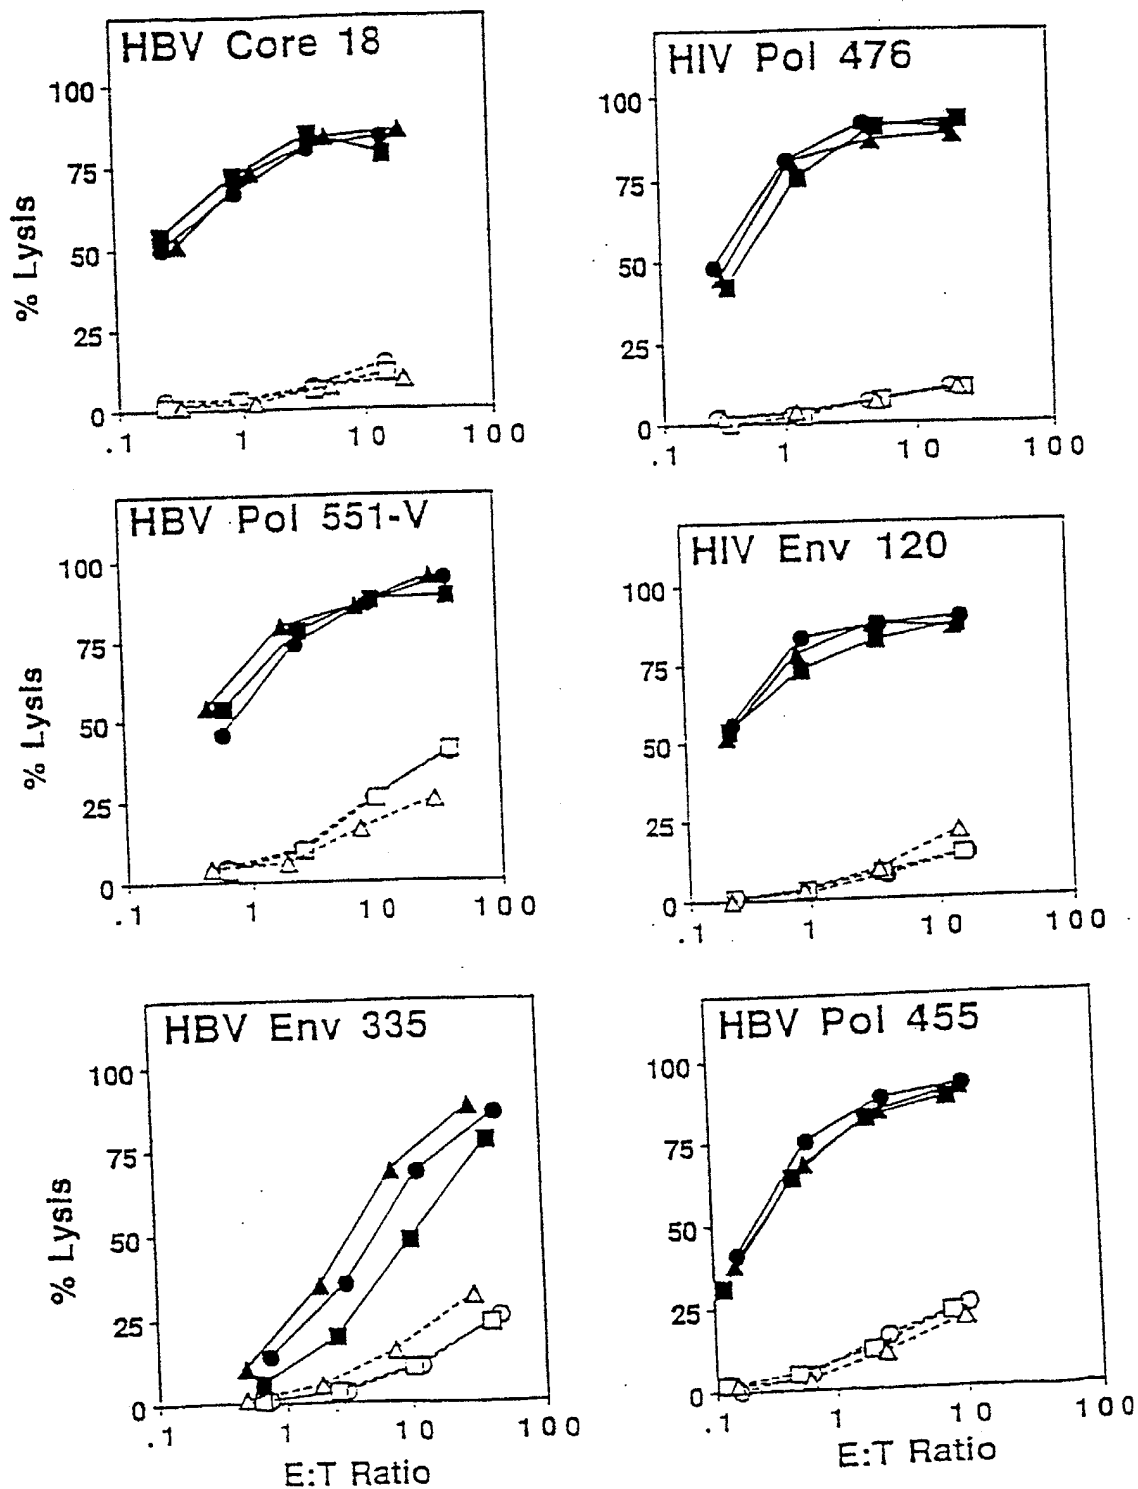 HBV Core 18
100
75
50
25
0
.1 1 10 100
% Lysis
HIV Pol 476
100
75
50
25
0
.1 1 10 100
HBV Pol 551-V
100
75
50
25
0
.1 1 10 100
% Lysis
HIV Env 120
100
75
50
25
0
.1 1 10 100
HBV Env 335
100
75
50
25
0
.1 1 10 100
% Lysis
E:T Ratio
HBV Pol 455
100
75
50
25
0
.1 1 10 100
E:T Ratio